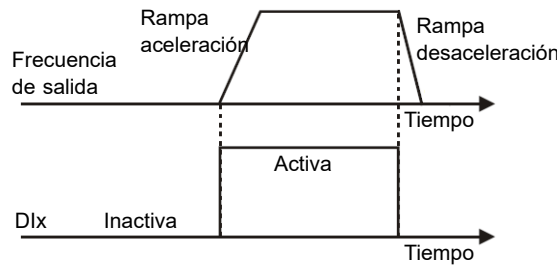 Rampa
aceleración
Rampa
desaceleración
Frecuencia
de salida
Tiempo
Activa
DIx
Inactiva
Tiempo